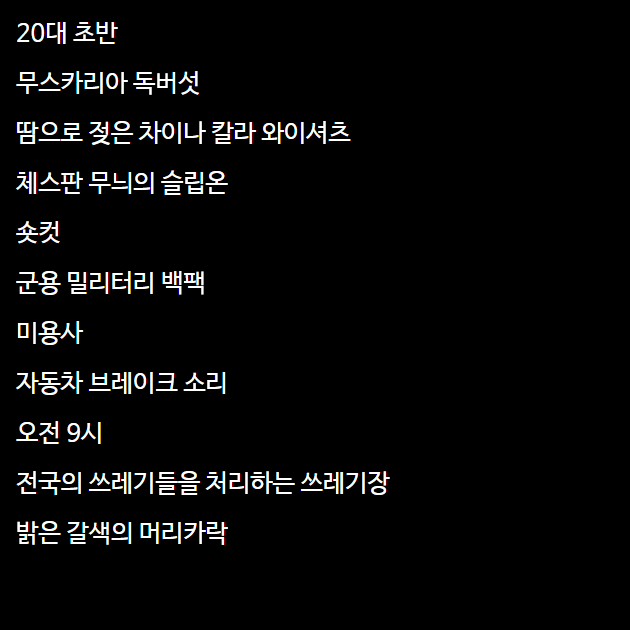 20대 초반
무스카리아 독버섯
땀으로 젖은 차이나 칼라 와이셔츠
체스판 무늬의 슬립온
숏컷
군용 밀리터리 백팩
미용사
자동차 브레이크 소리
오전 9시
전국의 쓰레기들을 처리하는 쓰레기장
밝은 갈색의 머리카락